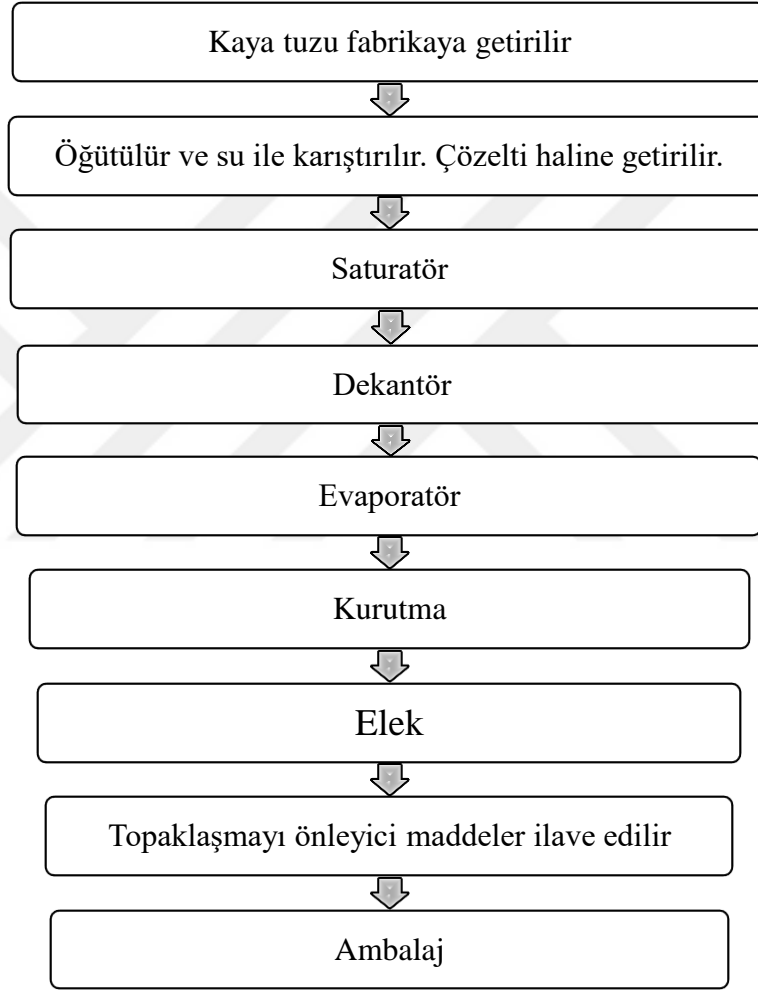 Kaya tuzu fabrikaya getirilir
Öğütülür ve su ile karıştırılır. Çözelti haline getirilir.
Saturatör
Dekantör
Evaporatör
Kurutma
Elek
Topaklaşmayı önleyici maddeler ilave edilir
Ambalaj